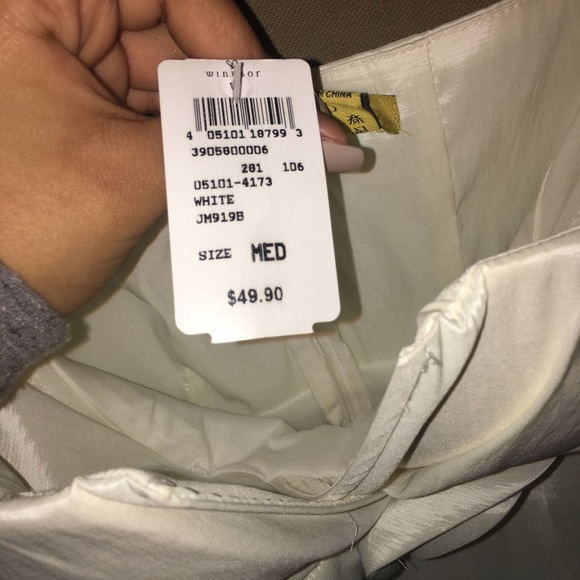 WINDSOR
4 05101 18799 3
3905800006
281 106
05101-4173
WHITE
JM919B
SIZE MED
$49.90
CHINA